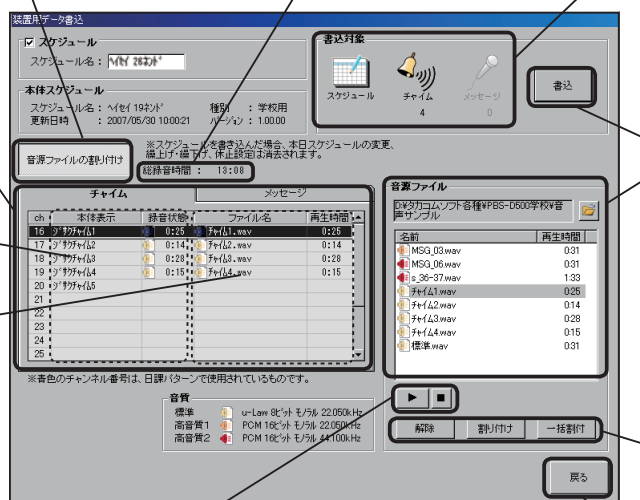 装置用データ書込
スケジュール
スケジュール名： ﾍｲｾｲ 26ﾈﾝﾄﾞ
本体スケジュール
スケジュール名： ﾍｲｾｲ 19ﾈﾝﾄﾞ 種別 ： 学校用
更新日時 ： 2007/05/30 10:00:21 バージョン ： 1.00.00
書込対象
スケジュール チャイム メッセージ
4 0
書込
音源ファイルの割り付け
※スケジュールを書き込んだ場合、本日スケジュールの変更、
繰上げ・繰下げ、休止設定は消去されます。
総録音時間 ： 13:08
チャイム メッセージ
ch 本体表示 録音状態 ファイル名 再生時間
16 ｼﾞｻｸﾁｬｲﾑ1 0:25 チャイム1.wav 0:25
17 ｼﾞｻｸﾁｬｲﾑ2 0:14 チャイム2.wav 0:14
18 ｼﾞｻｸﾁｬｲﾑ3 0:28 チャイム3.wav 0:28
19 ｼﾞｻｸﾁｬｲﾑ4 0:15 チャイム4.wav 0:15
20 ｼﾞｻｸﾁｬｲﾑ5
21
22
23
24
25
※青色のチャンネル番号は、日課パターンで使用されているものです。
音質
標準 u-Law 8ビット モノラル 22.050kHz
高音質1 PCM 16ビット モノラル 22.050kHz
高音質2 PCM 16ビット モノラル 44.100kHz
音源ファイル
D:¥タカコムソフト各種¥PBS-D500学校¥音
声サンプル
名前 再生時間
MSG_03.wav 0:31
MSG_06.wav 0:31
s_36-37.wav 1:33
チャイム1.wav 0:25
チャイム2.wav 0:14
チャイム3.wav 0:28
チャイム4.wav 0:15
標準.wav 0:31
解除 割り付け 一括割付
戻る